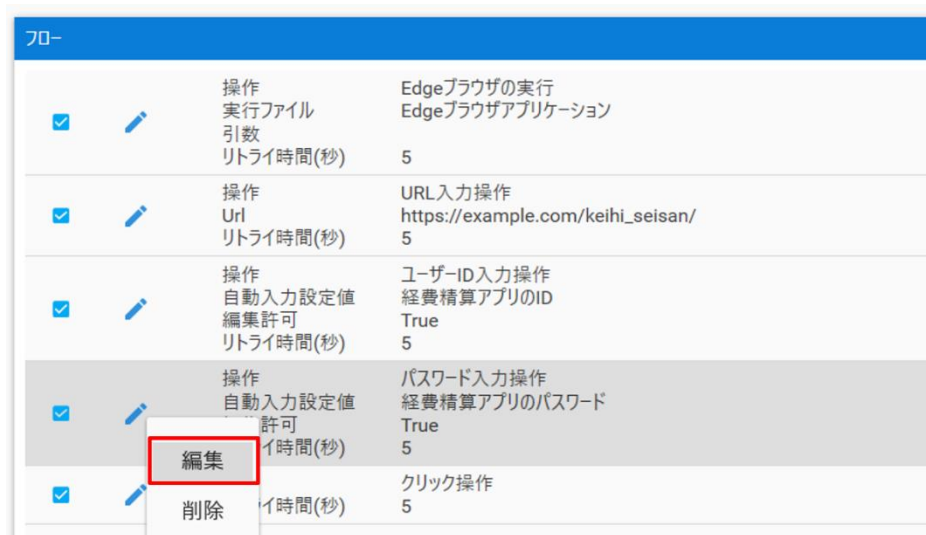 フロー
操作 Edgeブラウザの実行
実行ファイル Edgeブラウザアプリケーション
引数
リトライ時間(秒) 5
操作 URL入力操作
Url https://example.com/keihi_seisan/
リトライ時間(秒) 5
操作 ユーザーID入力操作
自動入力設定値 経費精算アプリのID
編集許可 True
リトライ時間(秒) 5
操作 パスワード入力操作
自動入力設定値 経費精算アプリのパスワード
許可 True
イ時間(秒) 5
編集
クリック操作
イ時間(秒) 5
削除